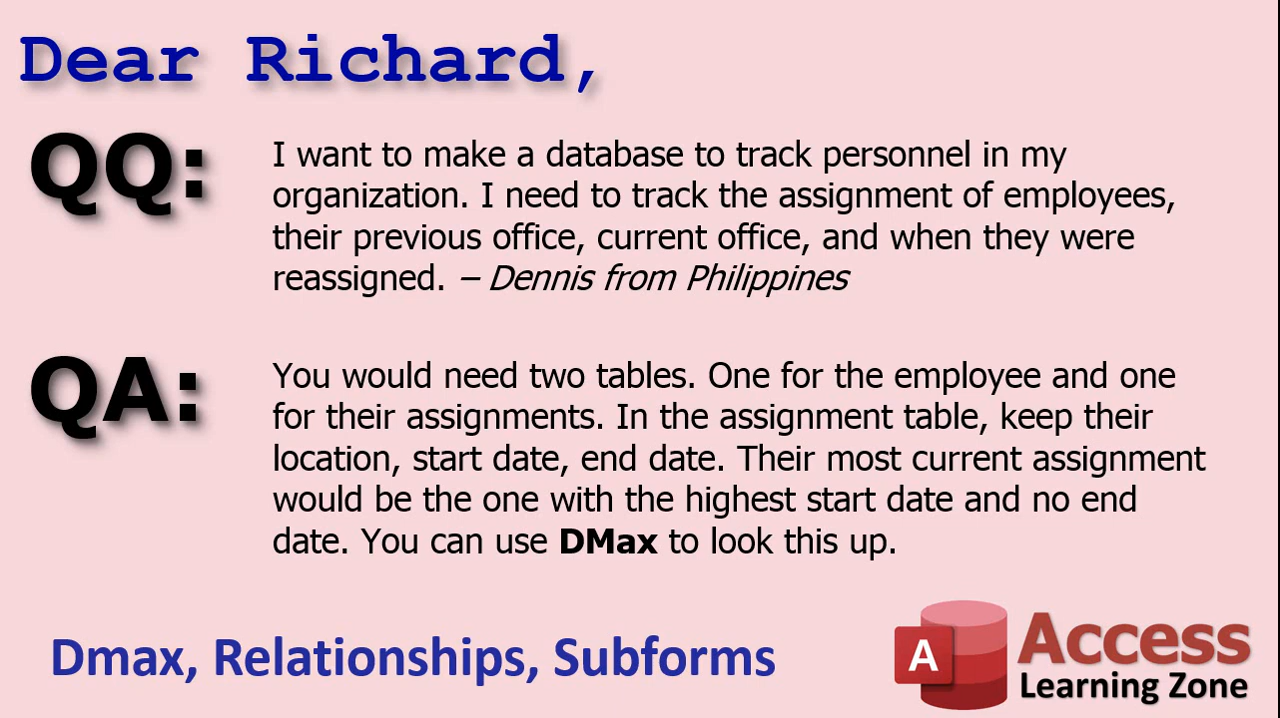 Dear Richard,
QQ:
I want to make a database to track personnel in my
organization. I need to track the assignment of employees,
their previous office, current office, and when they were
reassigned. – Dennis from Philippines
QA:
You would need two tables. One for the employee and one
for their assignments. In the assignment table, keep their
location, start date, end date. Their most current assignment
would be the one with the highest start date and no end
date. You can use DMax to look this up.
Dmax, Relationships, Subforms
A
Access
Learning Zone